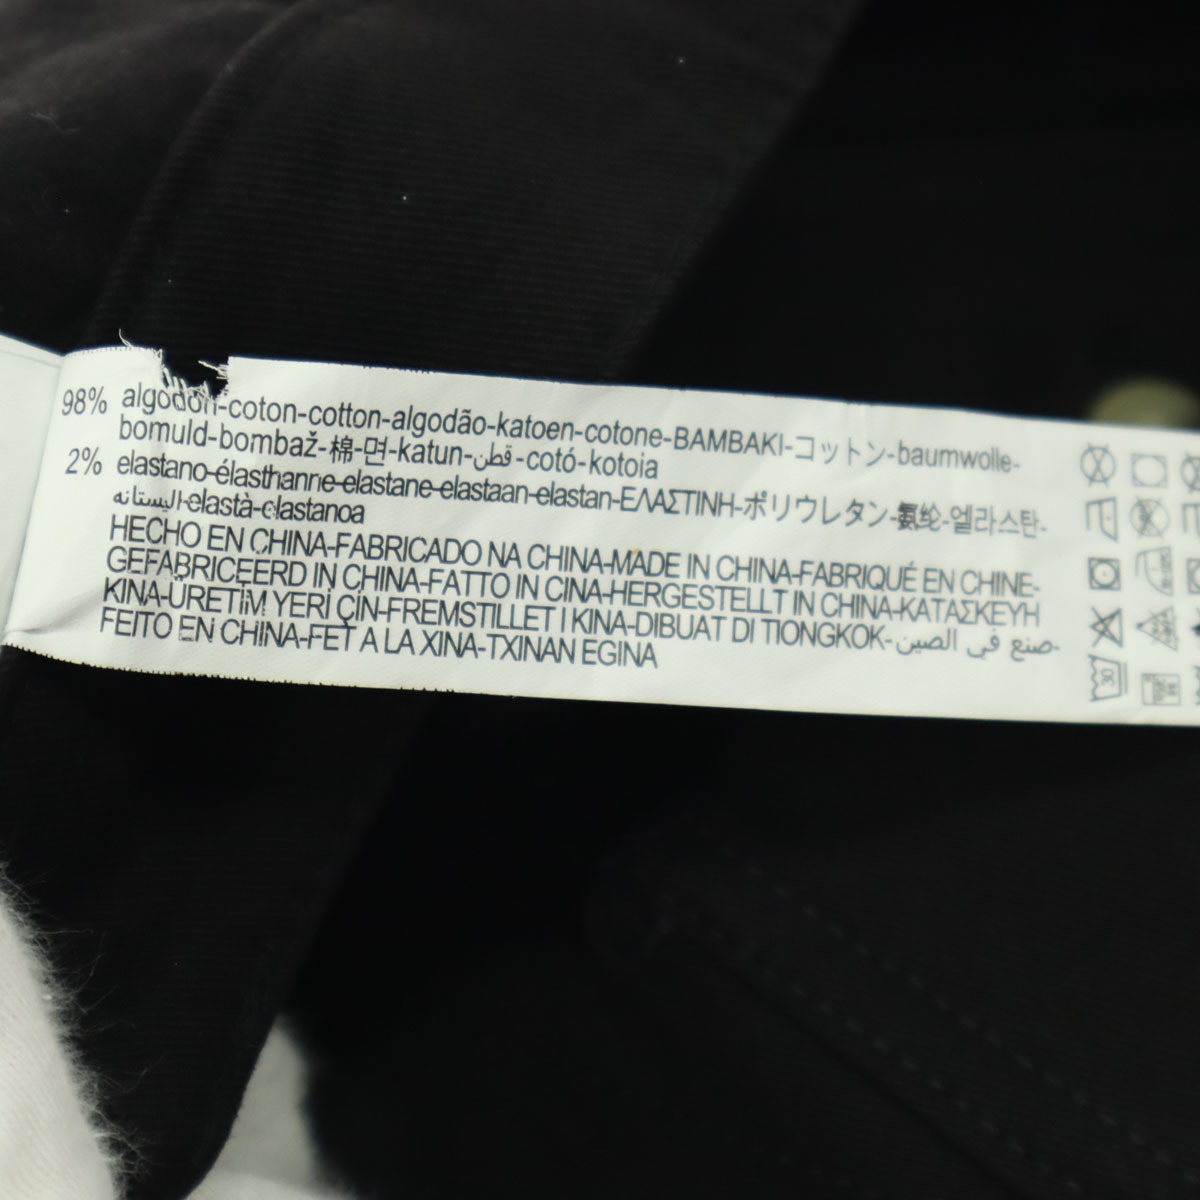 98% algodón-coton-cotton-algodão-katoen-cotone-BAMBAKI-コットン-baumwolle-
bomuld-bombaž-棉-면-katun-قطن-cotó-kotoia
2% elastano-élasthanne-elastane-elastaan-elastan-ΕΛΑΣΤΙΝΗ-ポリウレタン-氨纶-엘라스탄-
اليستانه-elastà-elastanoa
HECHO EN CHINA-FABRICADO NA CHINA-MADE IN CHINA-FABRIQUÉ EN CHINE-
GEFABRICEERD IN CHINA-FATTO IN CINA-HERGESTELLT IN CHINA-ΚΑΤΑΣΚΕΥΗ
KINA-ÜRETİM YERİ ÇİN-FREMSTILLET I KINA-DIBUAT DI TIONGKOK-صنع في الصين-
FEITO EN CHINA-FET A LA XINA-TXINAN EGINA
30